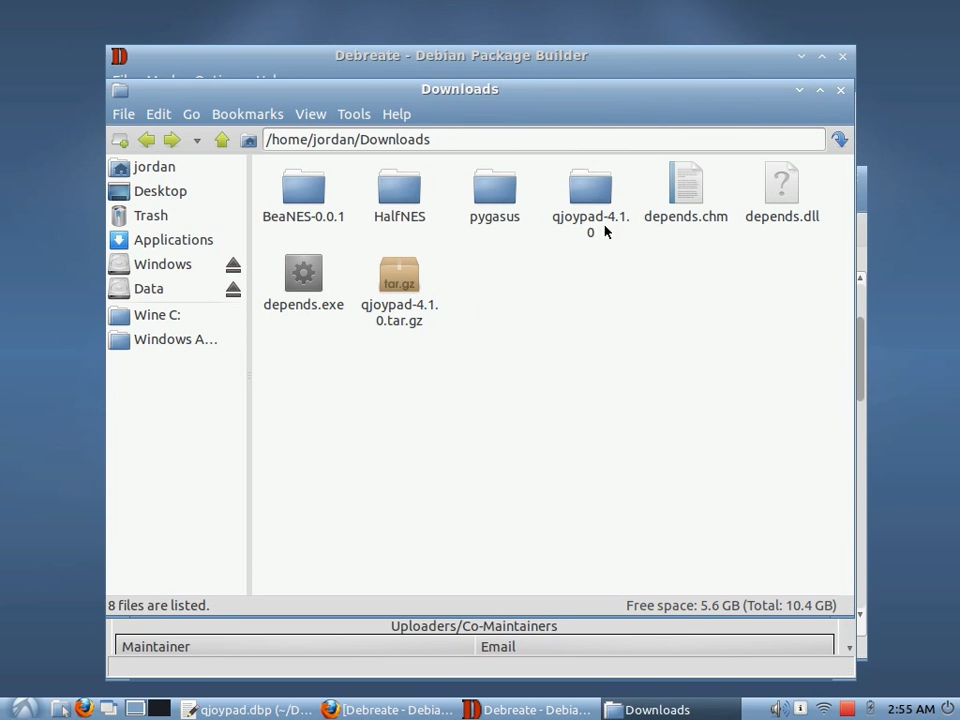 Debreate - Debian Package Builder
Downloads
File Edit Go Bookmarks View Tools Help
/home/jordan/Downloads
jordan
Desktop
Trash
Applications
Windows
Data
Wine C:
Windows A...
BeaNES-0.0.1
HalfNES
pygasus
qjoypad-4.1.
0
depends.chm
?
depends.dll
depends.exe
tar.gz
qjoypad-4.1.
0.tar.gz
8 files are listed.
Free space: 5.6 GB (Total: 10.4 GB)
Uploaders/Co-Maintainers
Maintainer
Email
qjoypad.dbp (~/D...
[Debreate - Debia...
Debreate - Debia...
Downloads
2:55 AM